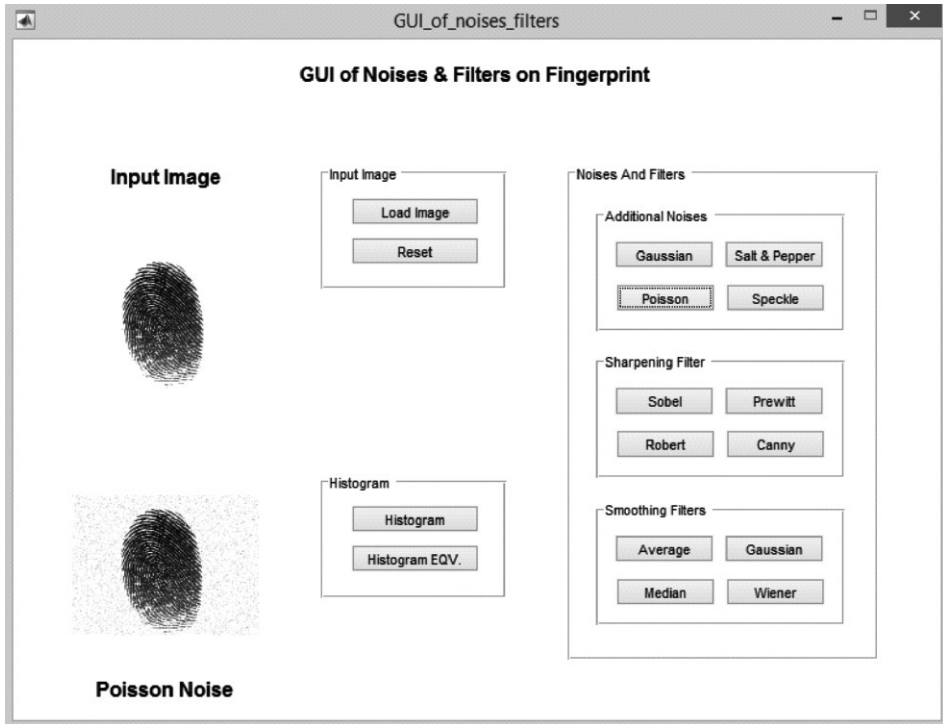 GUI_of_noises_filters
GUI of Noises & Filters on Fingerprint
Input Image
Input Image
Load Image
Reset
Noises And Filters
Additional Noises
Gaussian
Salt & Pepper
Poisson
Speckle
Sharpening Filter
Sobel
Prewitt
Robert
Canny
Histogram
Histogram
Histogram EQV.
Smoothing Filters
Average
Gaussian
Median
Wiener
Poisson Noise